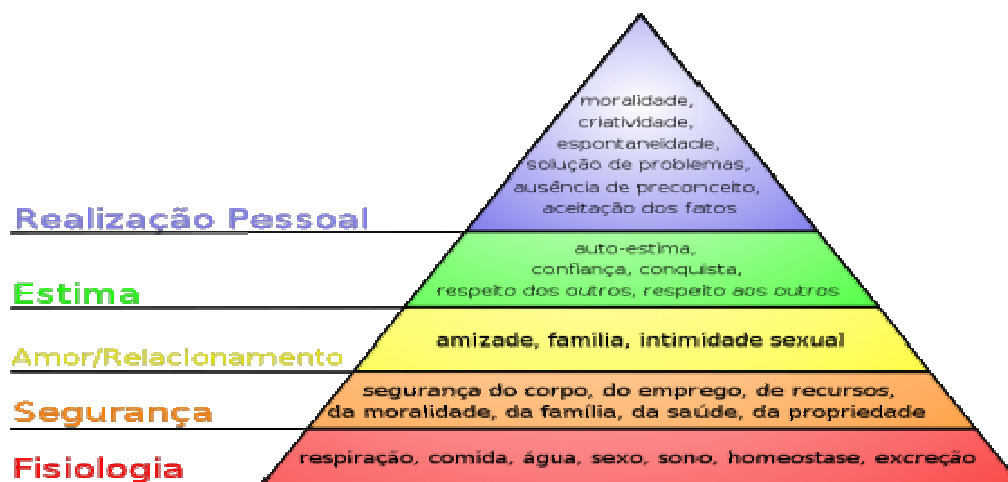 moralidade,
criatividade,
espontaneidade,
solução de problemas,
ausência de preconceito,
aceitação dos fatos
Realização Pessoal
auto-estima,
confiança, conquista,
respeito dos outros, respeito aos outros
Estima
amizade, família, intimidade sexual
Amor/Relacionamento
segurança do corpo, do emprego, de recursos,
da moralidade, da família, da saúde, da propriedade
Segurança
respiração, comida, água, sexo, sono, homeostase, excreção
Fisiologia